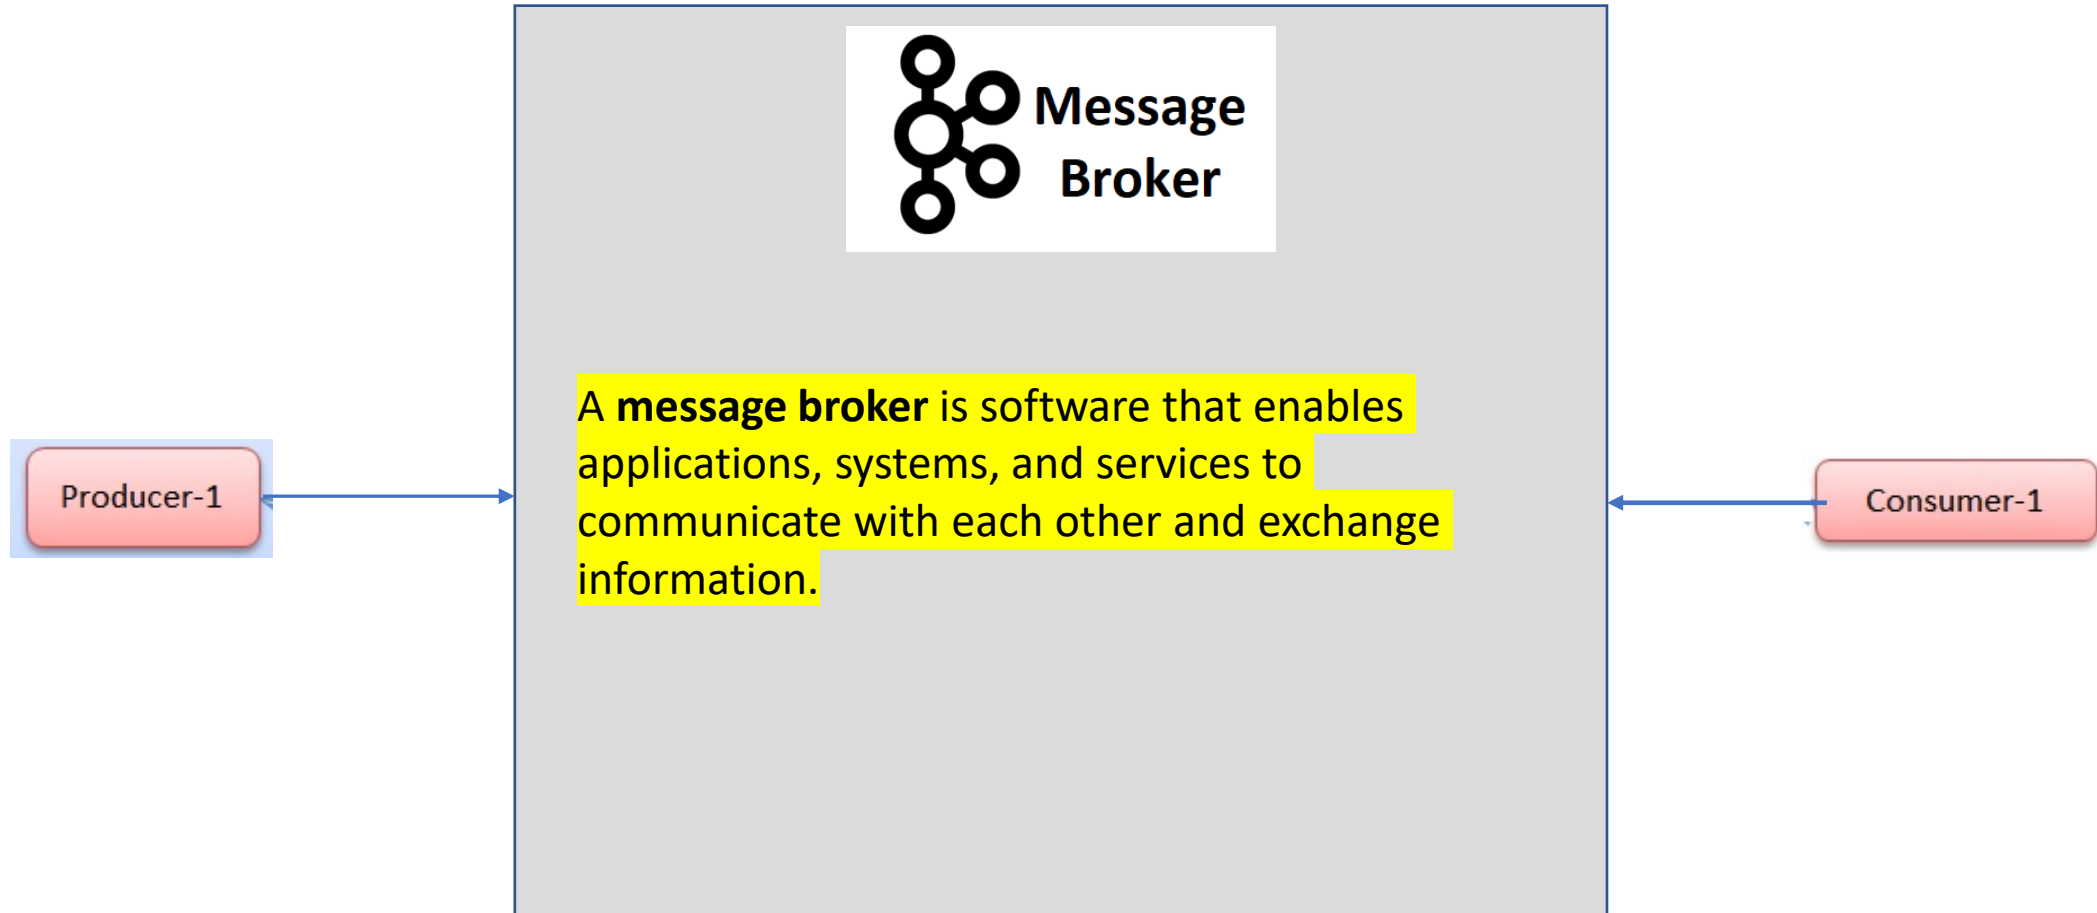 Message
Broker
A message broker is software that enables
applications, systems, and services to
communicate with each other and exchange
information.
Producer-1
Consumer-1